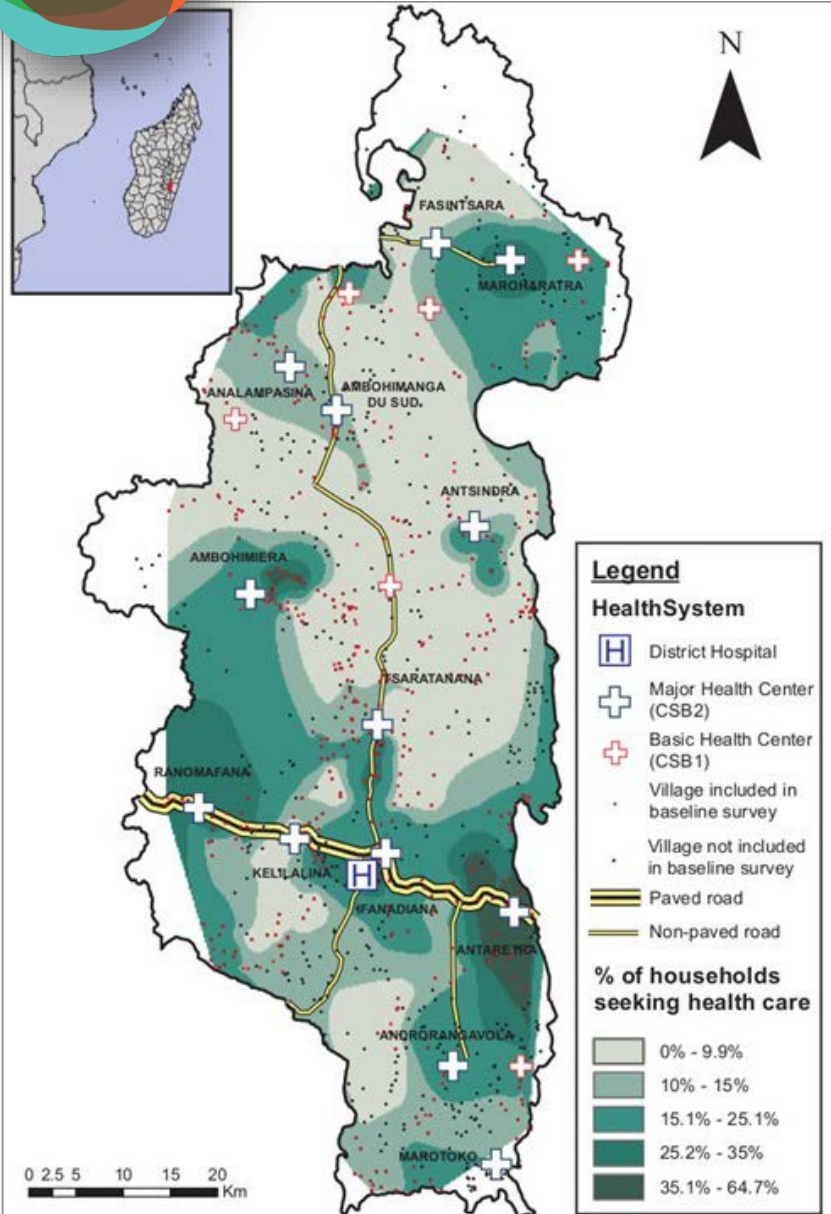 N
FASINTSARA
MAROHARATRA
ANALAMPASINA
AMBOHIMANGA
DU SUD
ANTSINDRA
AMBOHIMIERA
TSARATANANA
RANOMAFANA
KELILALINA
H
IFANADIANA
ANTARETRA
ANDRORANGAVOLA
MAROTOKO
0 2.5 5 10 15 20
Km
Legend
HealthSystem
H District Hospital
Major Health Center
(CSB2)
Basic Health Center
(CSB1)
Village included in
baseline survey
Village not included
in baseline survey
Paved road
Non-paved road
% of households
seeking health care
0% - 9.9%
10% - 15%
15.1% - 25.1%
25.2% - 35%
35.1% - 64.7%